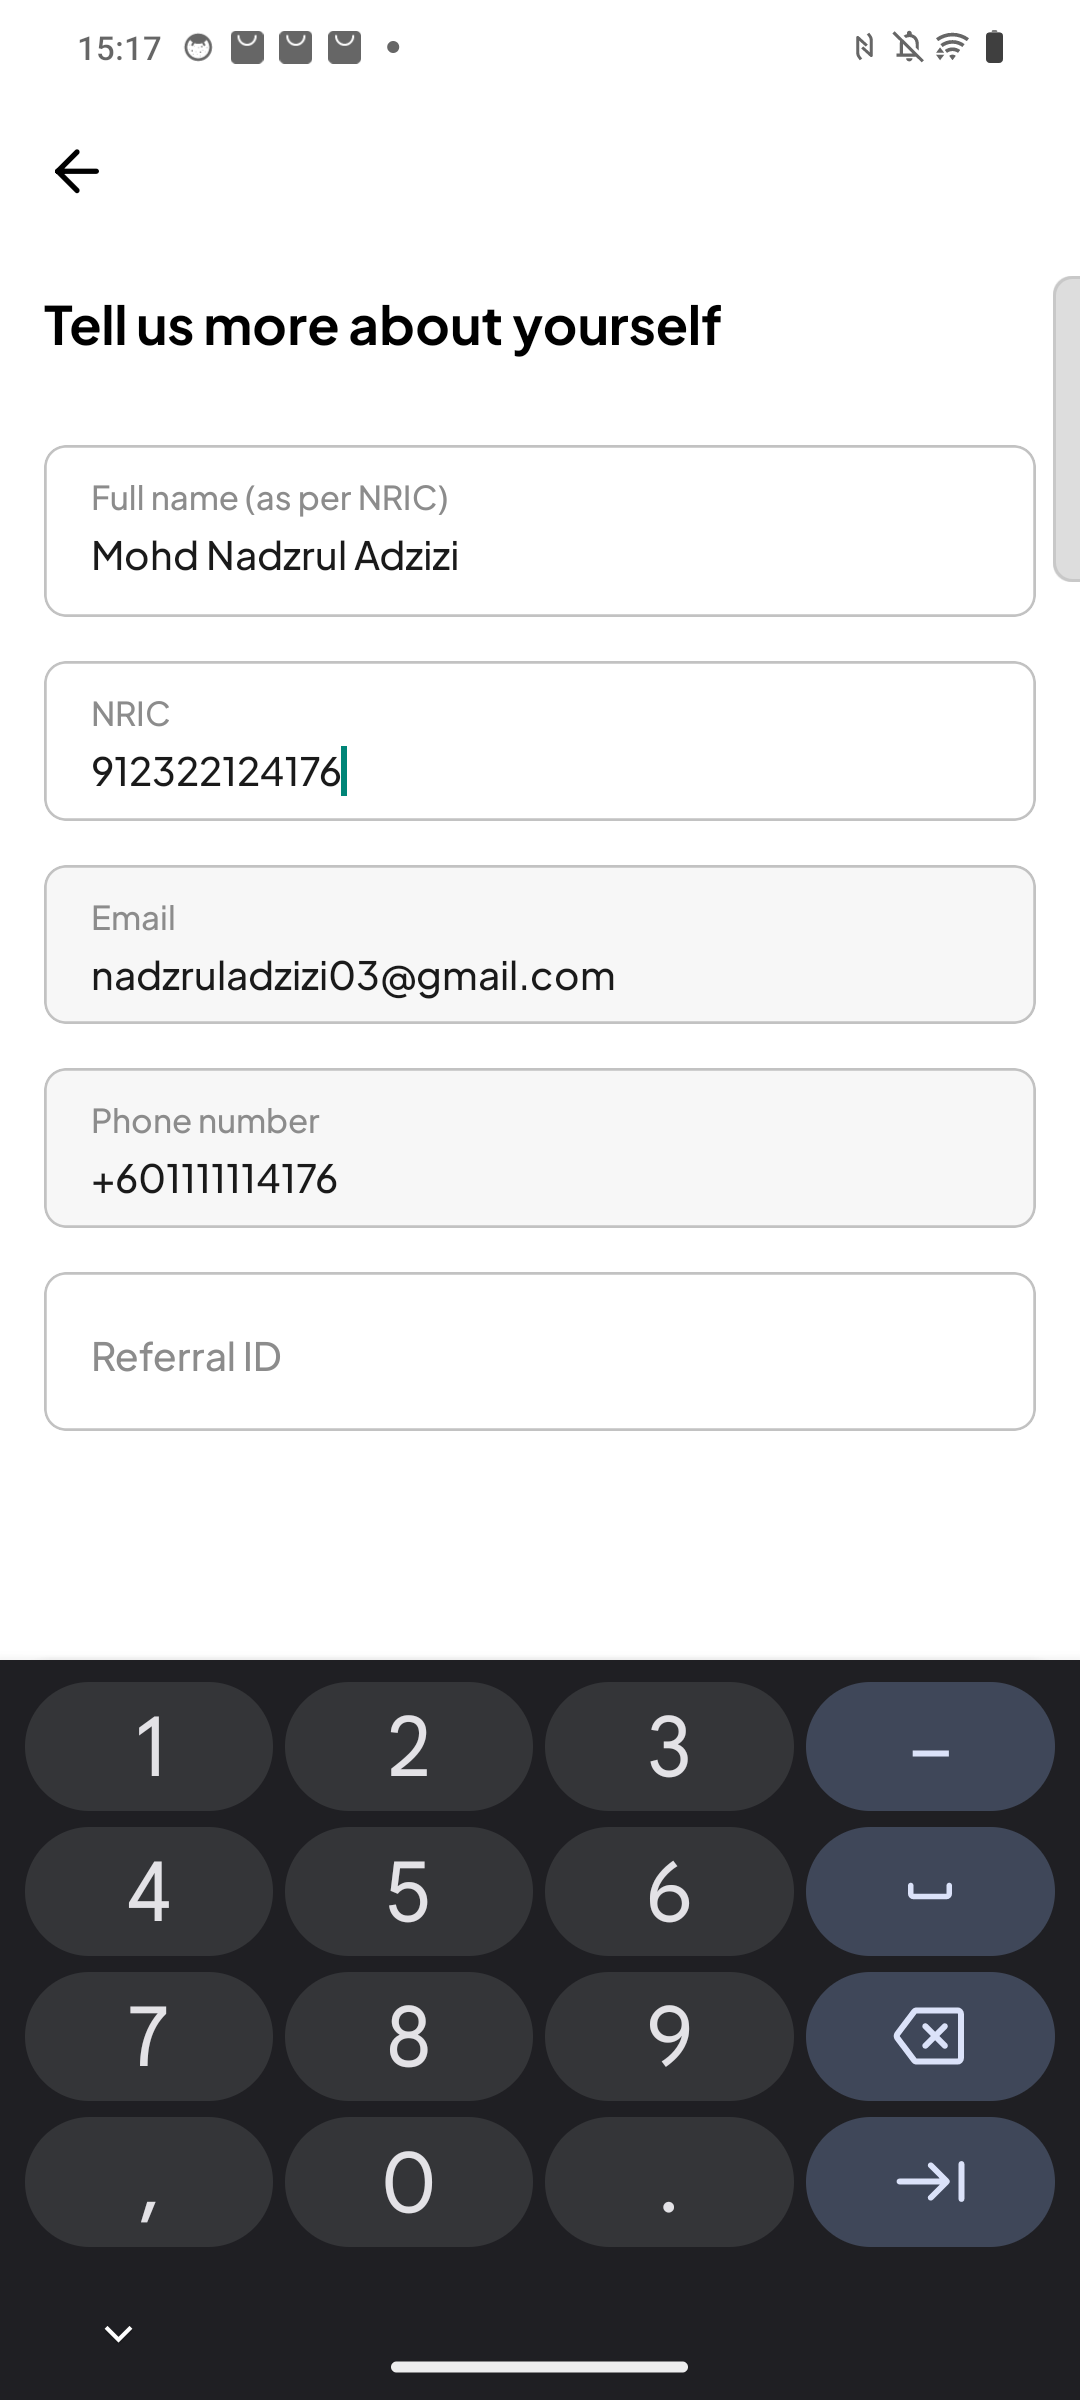 15:17
Tell us more about yourself
Full name (as per NRIC)
Mohd Nadzrul Adzizi
NRIC
912322124176
Email
nadzruladzizi03@gmail.com
Phone number
+601111114176
Referral ID
1 2 3 –
4 5 6
7 8 9
, 0 .